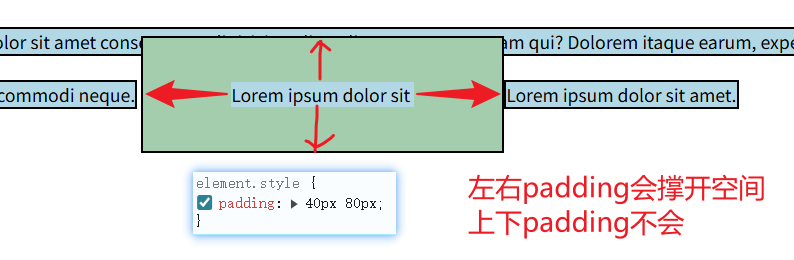 olor sit amet conse
am qui? Dolorem itaque earum, expe
commodi neque.
Lorem ipsum dolor sit
Lorem ipsum dolor sit amet.
element.style {
padding: ▶ 40px 80px;
}
左右padding会撑开空间
上下padding不会